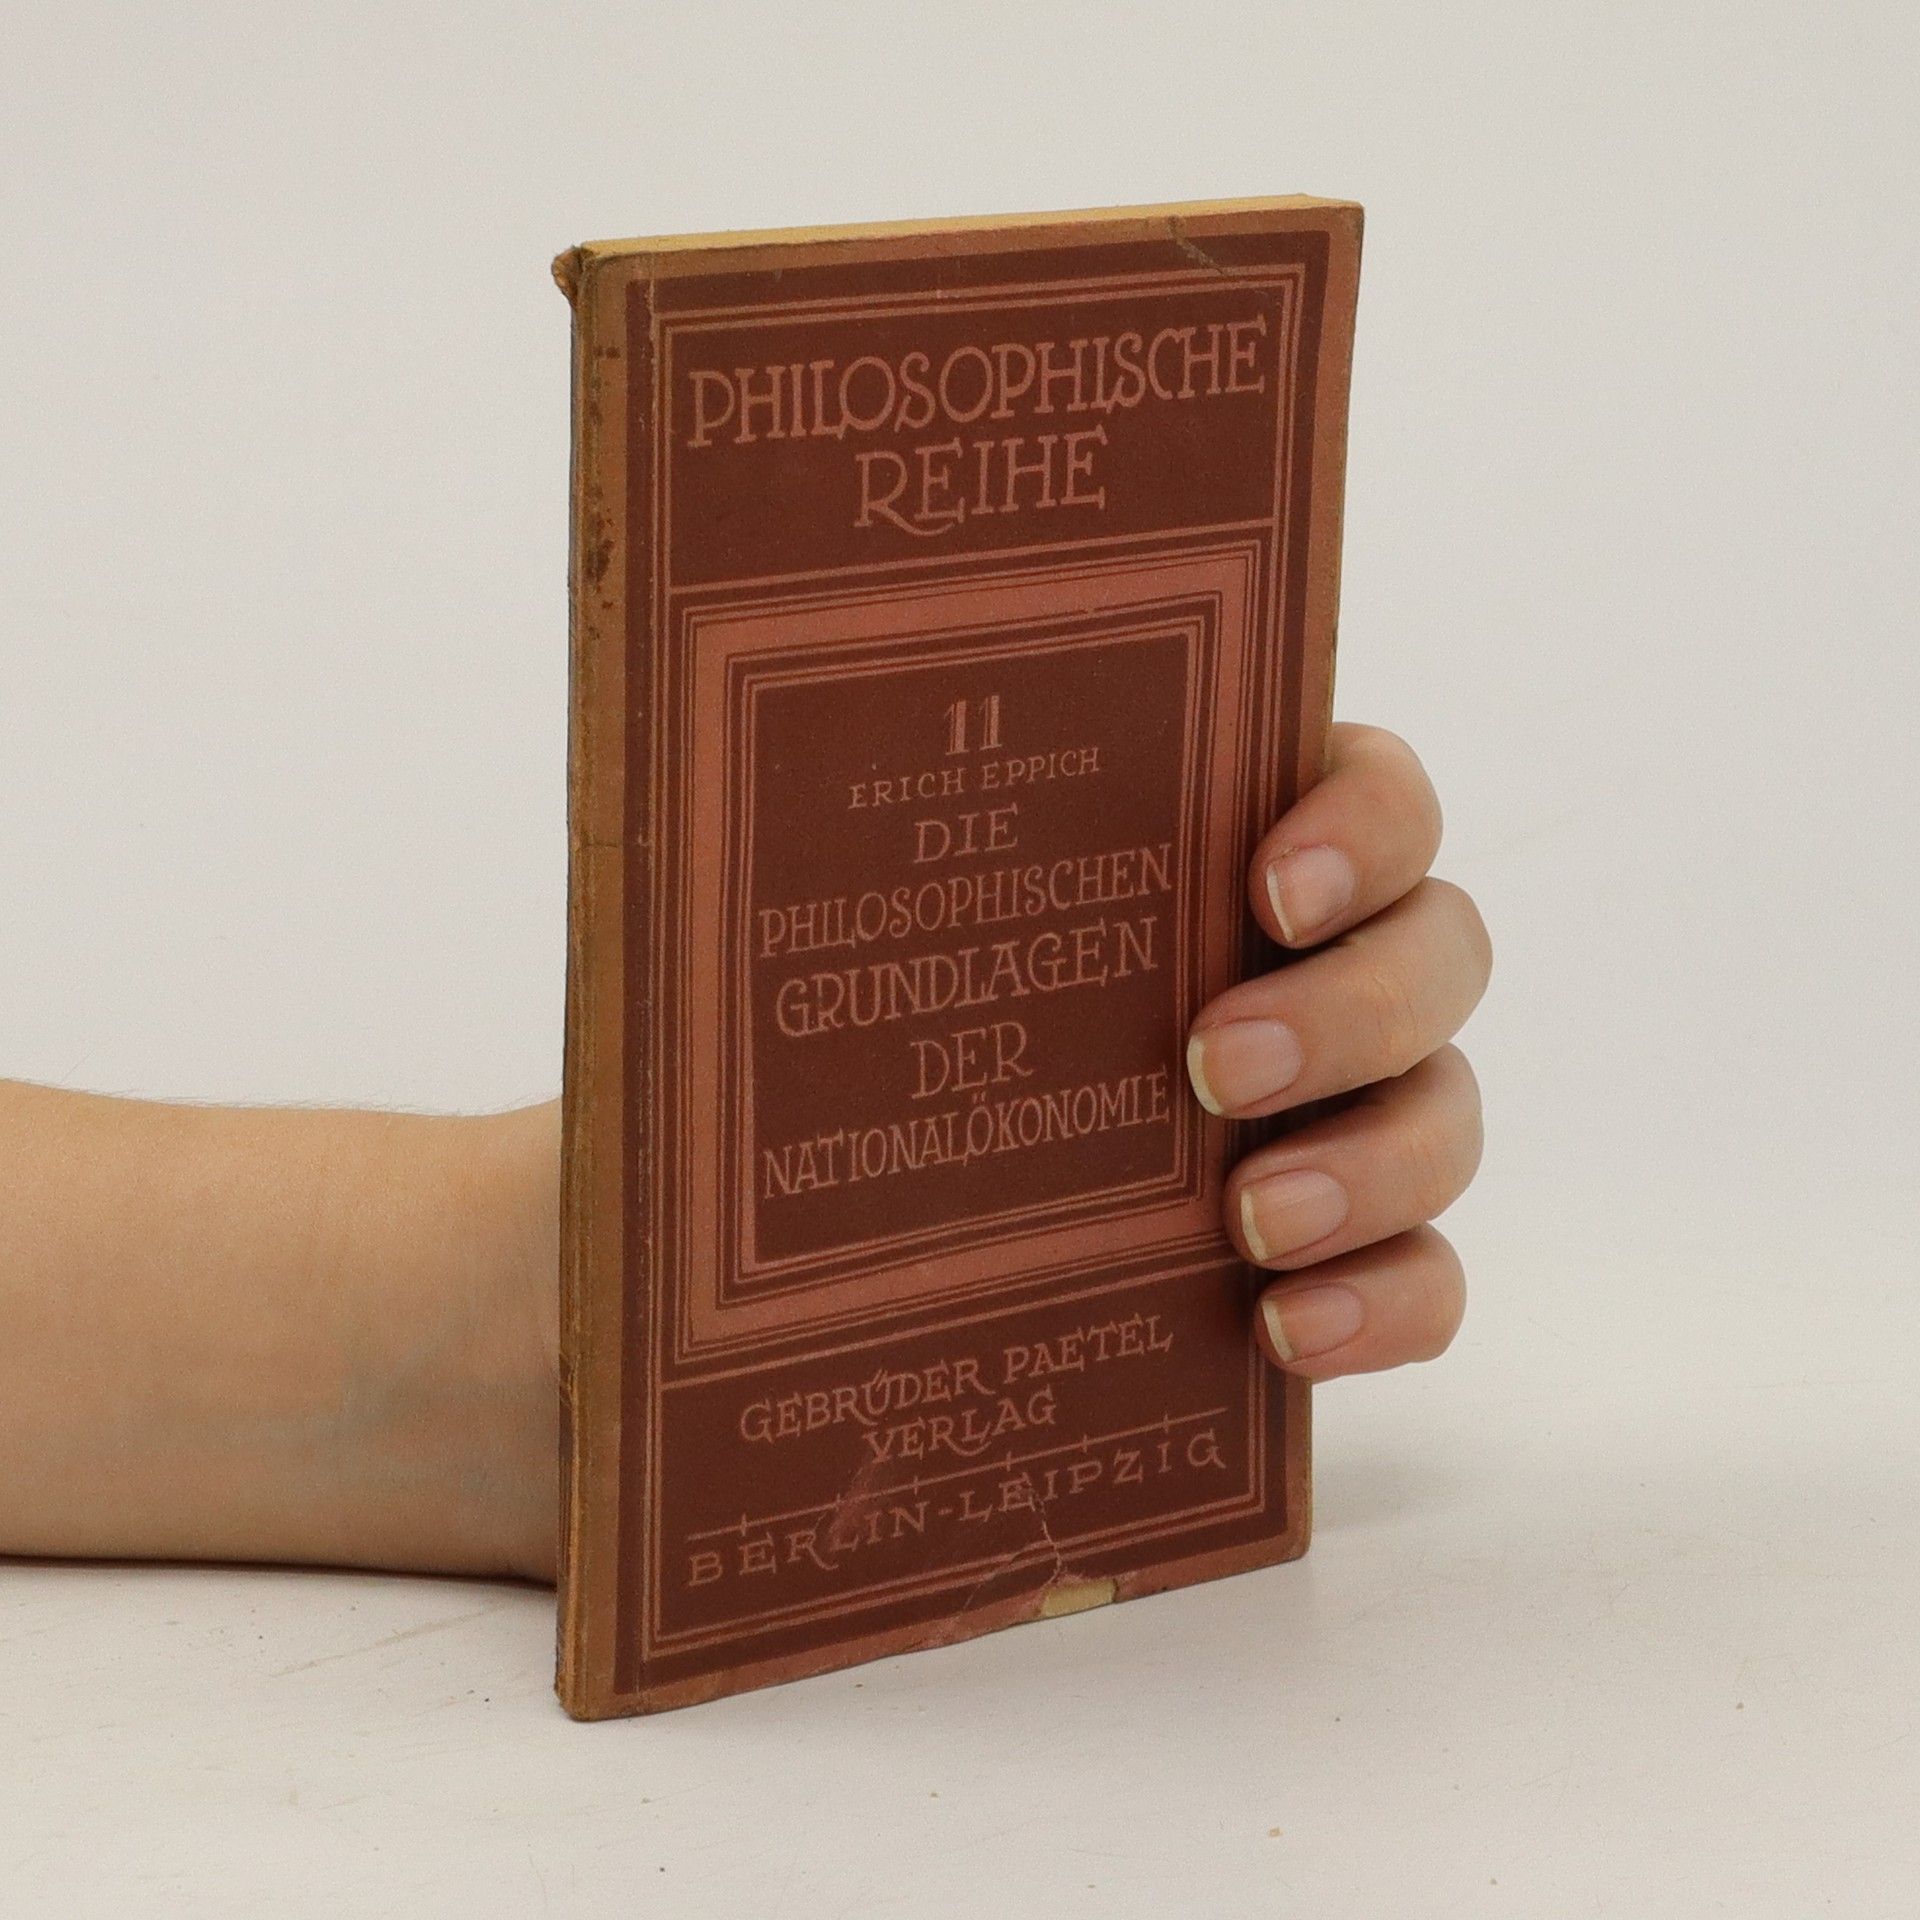 PHILOSOPHISCHE
REIHE
11
ERICH EPPICH
DIE
PHILOSOPHISCHEN
GRUNDLAGEN
DER
NATIONALÖKONOMIE
GEBRÜDER PAETEL
VERLAG
BERLIN-LEIPZIG